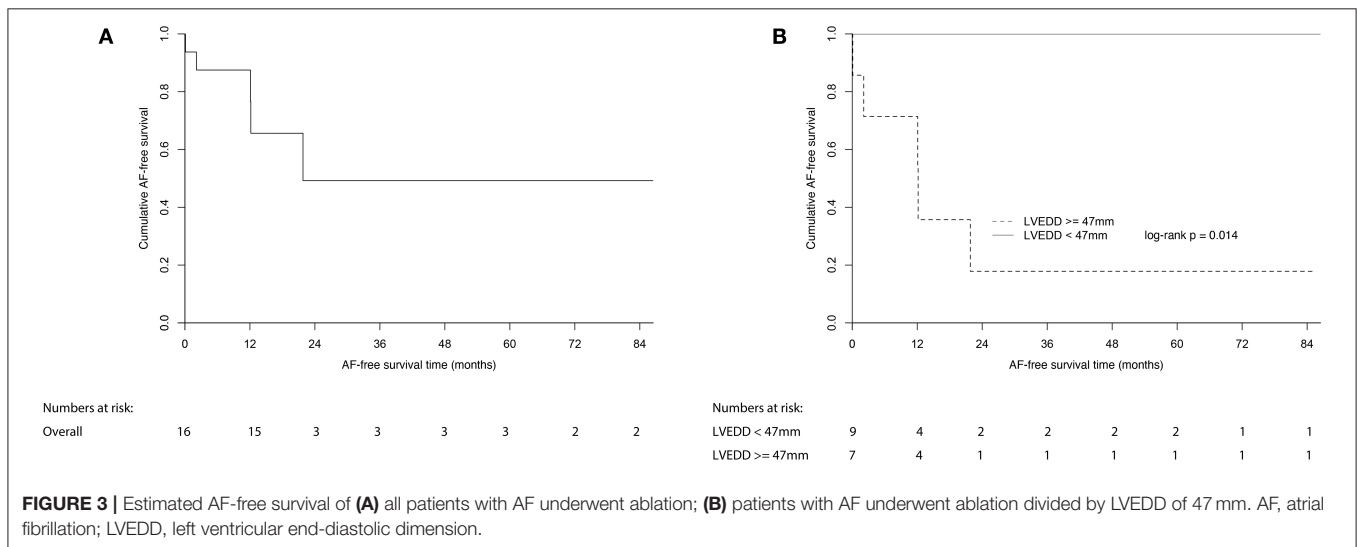 A
1.0
0.8
0.6
0.4
0.2
0.0
Cumulative AF-free survival
0 12 24 36 48 60 72 84
AF-free survival time (months)
Numbers at risk:
Overall 16 15 3 3 3 3 2 2
B
1.0
0.8
0.6
0.4
0.2
0.0
Cumulative AF-free survival
LVEDD >= 47mm
LVEDD < 47mm log-rank p = 0.014
0 12 24 36 48 60 72 84
AF-free survival time (months)
Numbers at risk:
LVEDD < 47mm 9 4 2 2 2 2 1 1
LVEDD >= 47mm 7 4 1 1 1 1 1 1
FIGURE 3 | Estimated AF-free survival of (A) all patients with AF underwent ablation; (B) patients with AF underwent ablation divided by LVEDD of 47 mm. AF, atrial
fibrillation; LVEDD, left ventricular end-diastolic dimension.